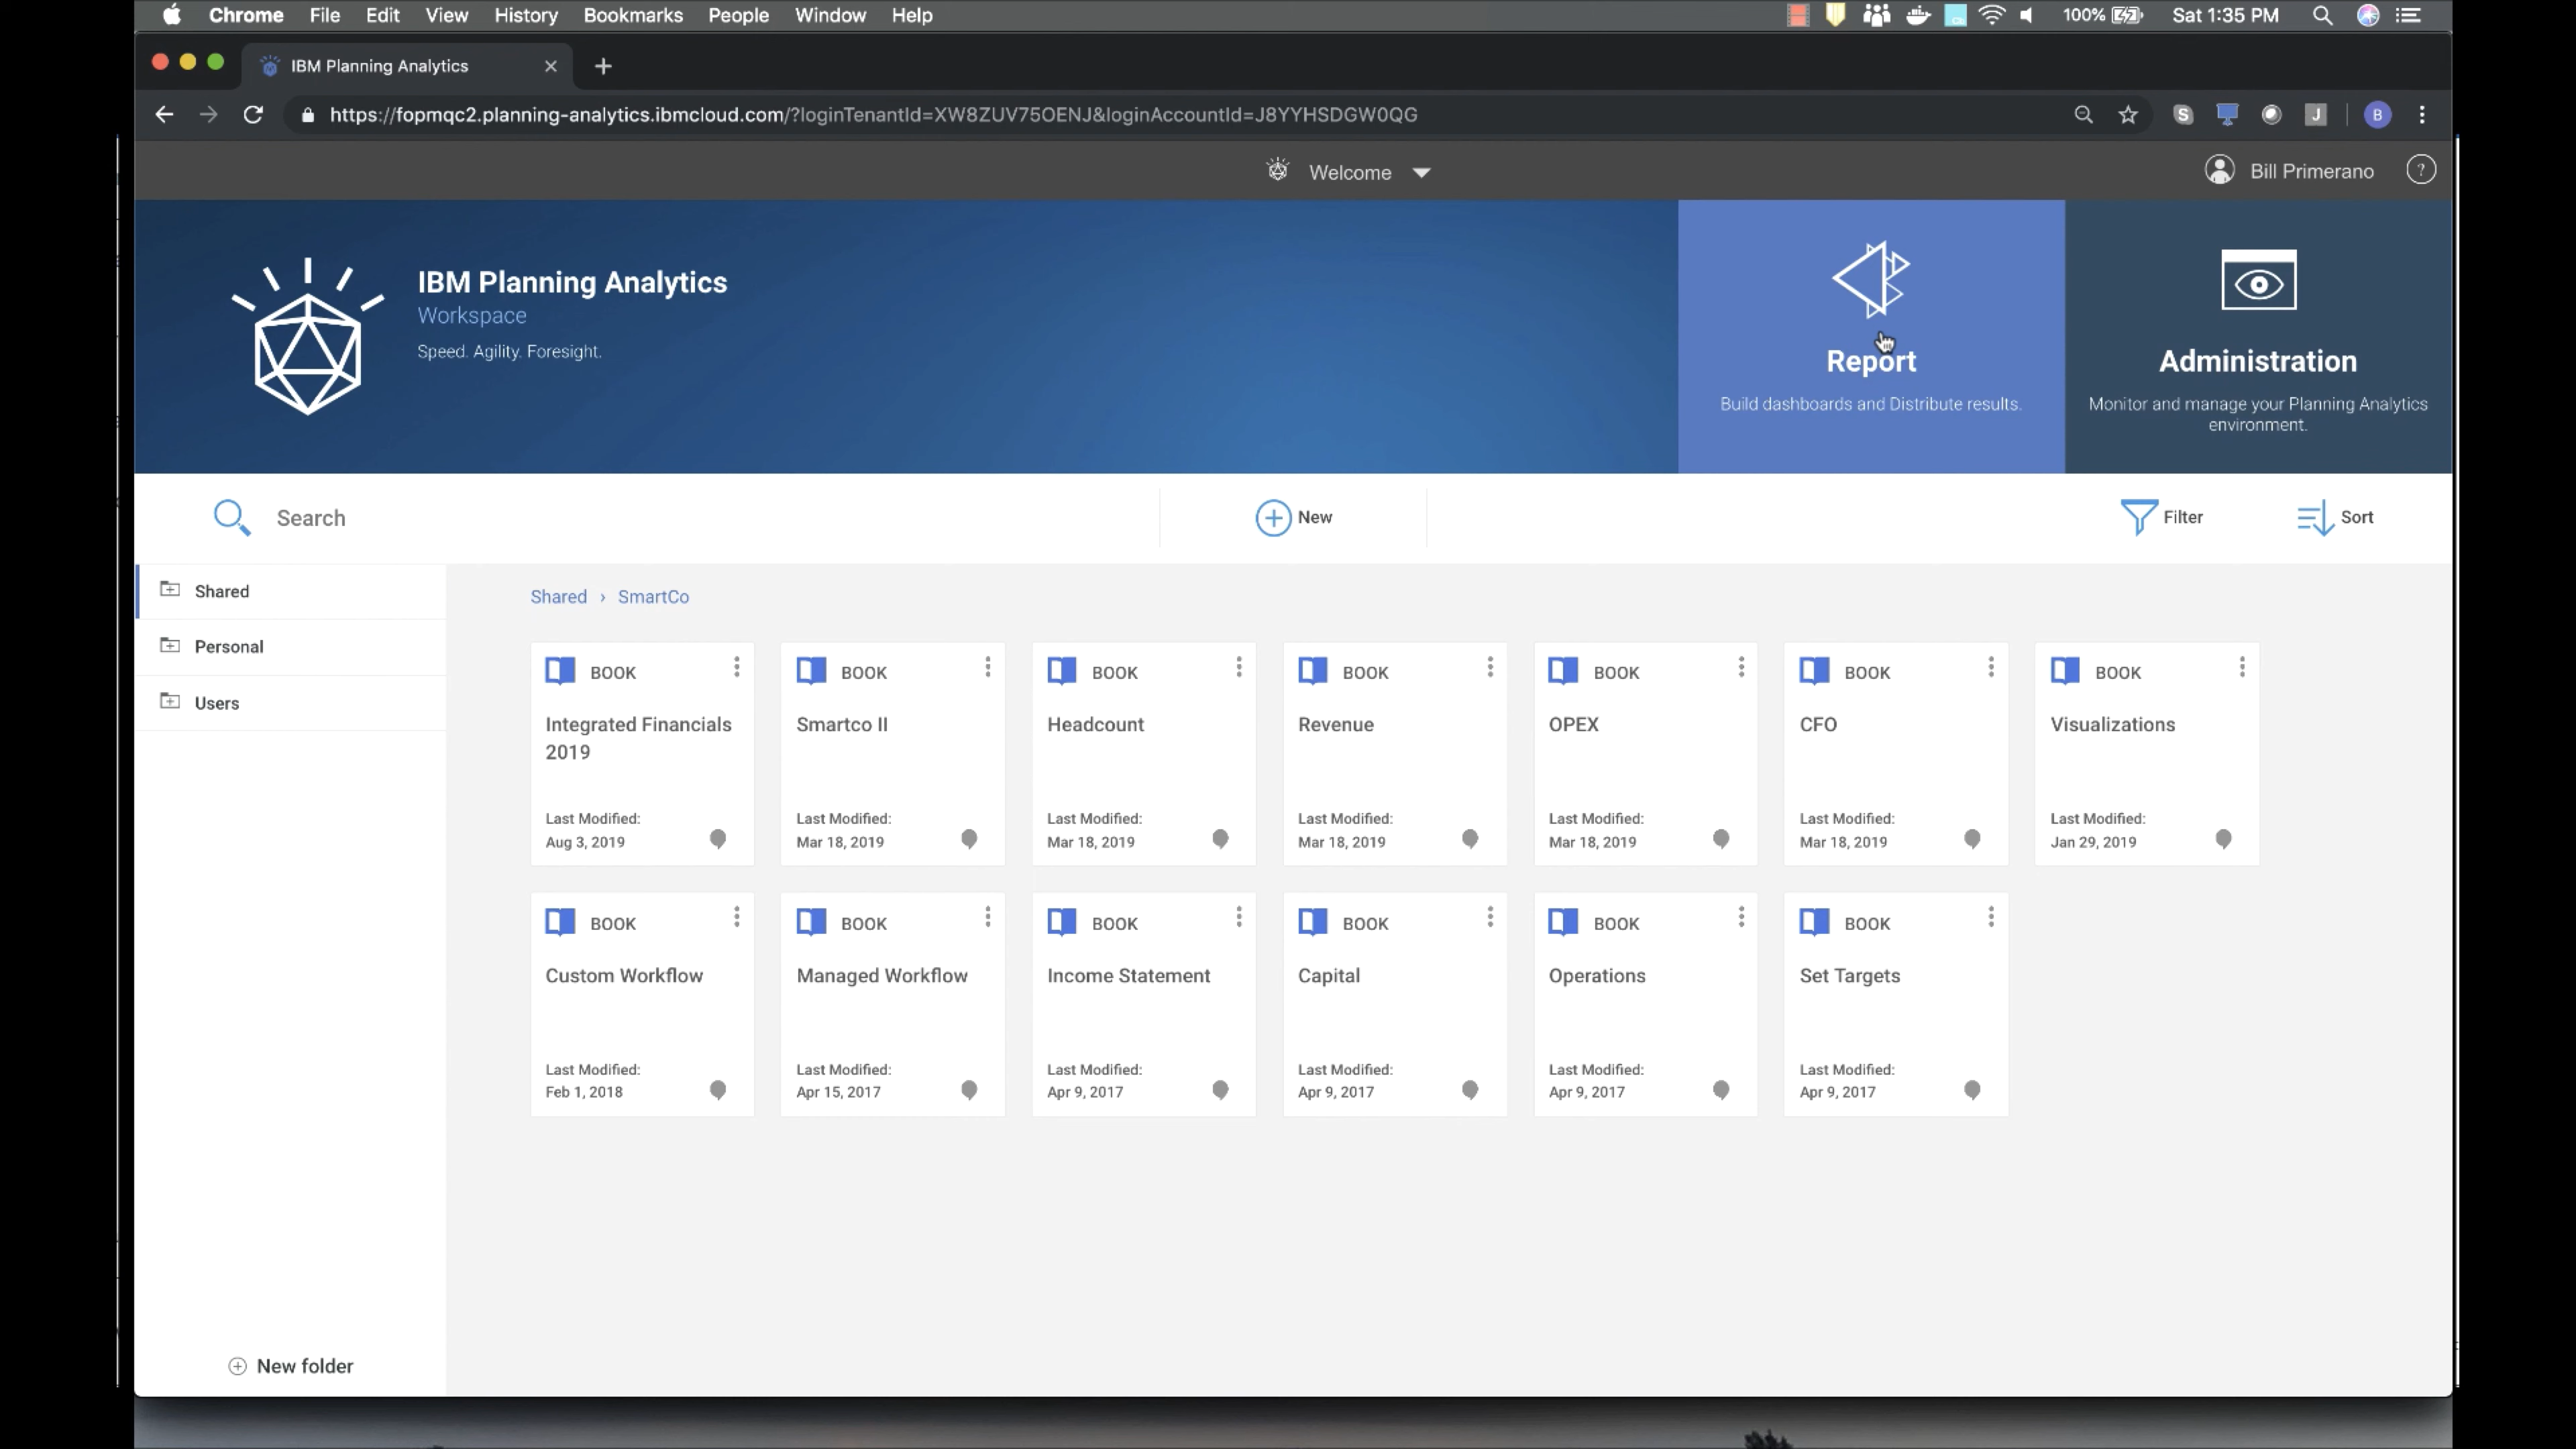 Chrome File Edit View History Bookmarks People Window Help 100% Sat 1:35 PM
IBM Planning Analytics
https://fopmqc2.planning-analytics.ibmcloud.com/?loginTenantId=XW8ZUV75OENJ&loginAccountId=J8YYHSDGW0QG S J B
Welcome Bill Primerano ?
IBM Planning Analytics
Workspace
Speed. Agility. Foresight.
Report
Build dashboards and Distribute results.
Administration
Monitor and manage your Planning Analytics
environment.
Search New Filter Sort
Shared
Personal
Users
New folder
Shared › SmartCo
BOOK
Integrated Financials
2019
Last Modified:
Aug 3, 2019
BOOK
Smartco II
Last Modified:
Mar 18, 2019
BOOK
Headcount
Last Modified:
Mar 18, 2019
BOOK
Revenue
Last Modified:
Mar 18, 2019
BOOK
OPEX
Last Modified:
Mar 18, 2019
BOOK
CFO
Last Modified:
Mar 18, 2019
BOOK
Visualizations
Last Modified:
Jan 29, 2019
BOOK
Custom Workflow
Last Modified:
Feb 1, 2018
BOOK
Managed Workflow
Last Modified:
Apr 15, 2017
BOOK
Income Statement
Last Modified:
Apr 9, 2017
BOOK
Capital
Last Modified:
Apr 9, 2017
BOOK
Operations
Last Modified:
Apr 9, 2017
BOOK
Set Targets
Last Modified:
Apr 9, 2017